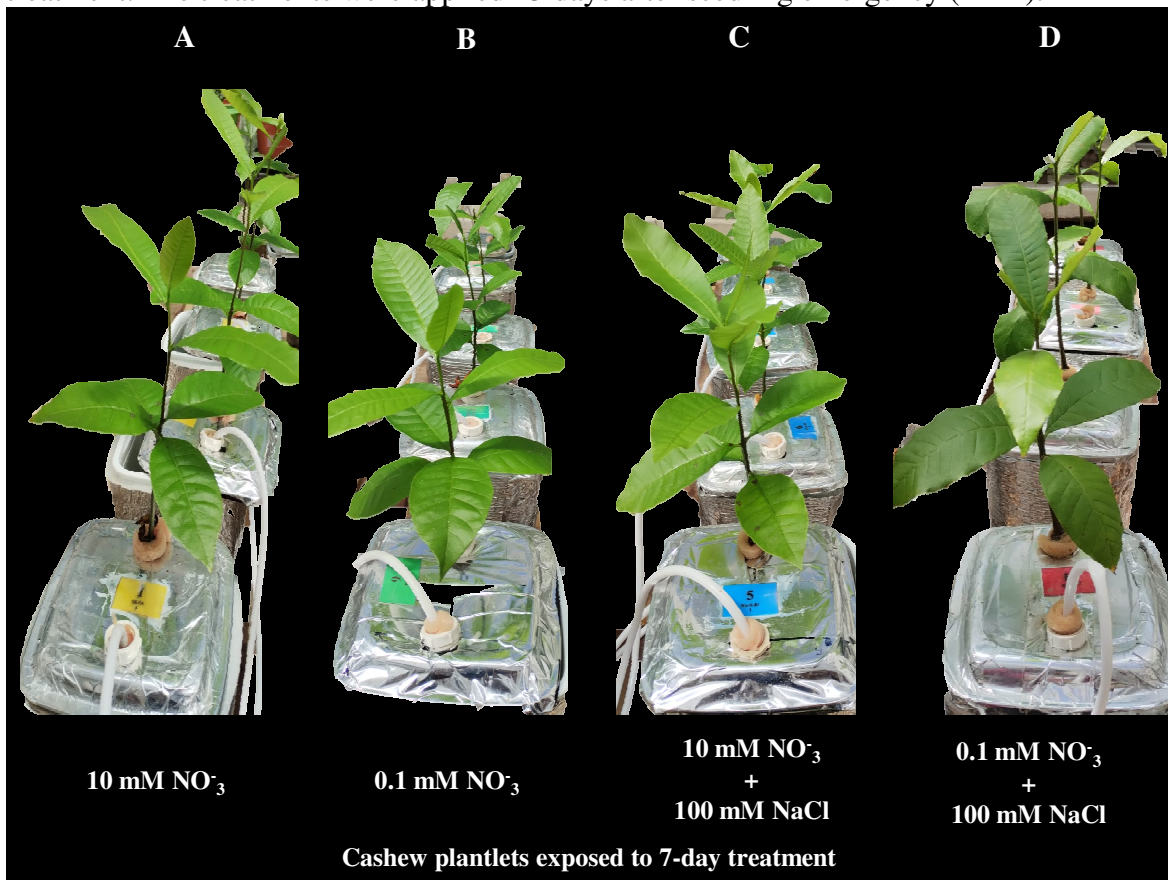 A B C D
5
10 mM NO⁻₃
0.1 mM NO⁻₃
10 mM NO⁻₃
+
100 mM NaCl
0.1 mM NO⁻₃
+
100 mM NaCl
Cashew plantlets exposed to 7-day treatment